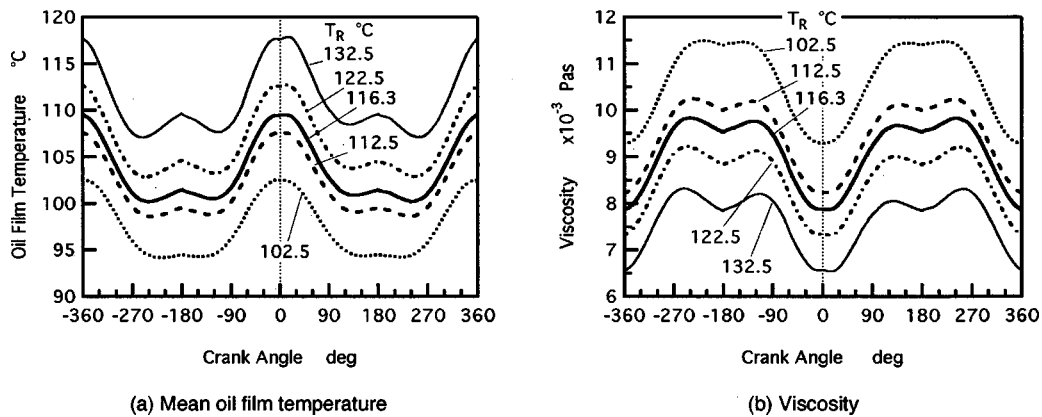 120
115
110
105
100
95
90
Oil Film Temperature °C
T_R °C
132.5
122.5
116.3
112.5
102.5
-360 -270 -180 -90 0 90 180 270 360
Crank Angle deg
(a) Mean oil film temperature
12
11
10
9
8
7
6
Viscosity x10⁻³ Pas
T_R °C
102.5
112.5
116.3
122.5
132.5
-360 -270 -180 -90 0 90 180 270 360
Crank Angle deg
(b) Viscosity